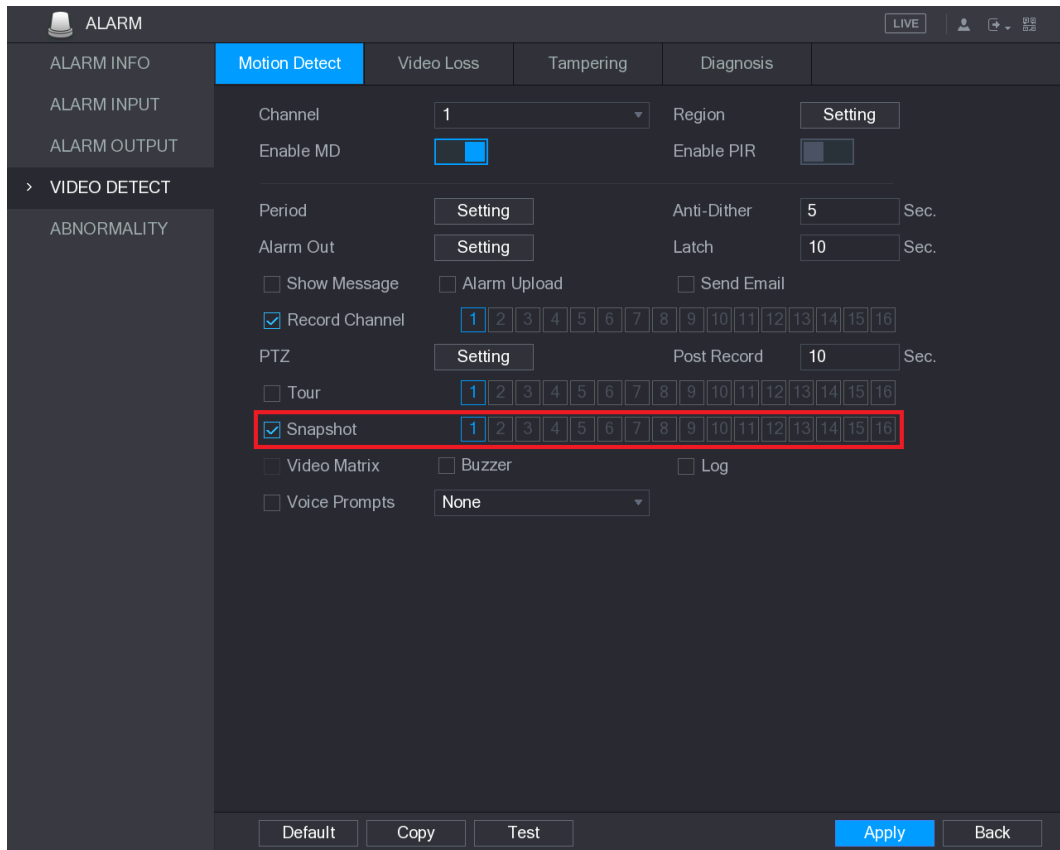 ALARM
LIVE
ALARM INFO
ALARM INPUT
ALARM OUTPUT
VIDEO DETECT
ABNORMALITY
Motion Detect Video Loss Tampering Diagnosis
Channel 1 Region Setting
Enable MD Enable PIR
Period Setting Anti-Dither 5 Sec.
Alarm Out Setting Latch 10 Sec.
Show Message Alarm Upload Send Email
Record Channel 1 2 3 4 5 6 7 8 9 10 11 12 13 14 15 16
PTZ Setting Post Record 10 Sec.
Tour 1 2 3 4 5 6 7 8 9 10 11 12 13 14 15 16
Snapshot 1 2 3 4 5 6 7 8 9 10 11 12 13 14 15 16
Video Matrix Buzzer Log
Voice Prompts None
Default Copy Test Apply Back